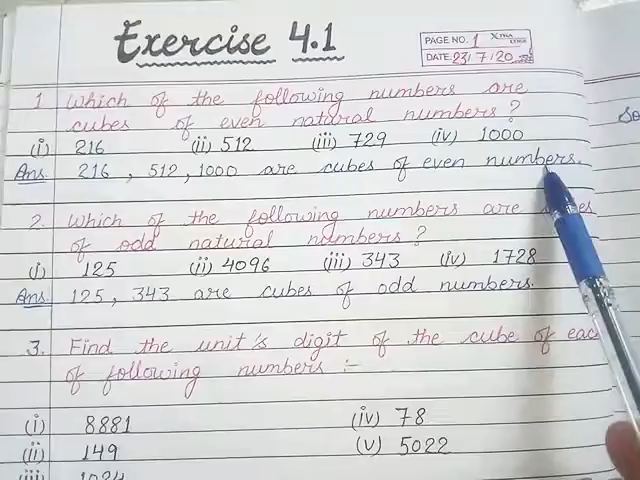 Exercise 4.1
PAGE NO. 1
DATE: 23/7/20
1 Which of the following numbers are
cubes of even natural numbers?
(i) 216 (ii) 512 (iii) 729 (iv) 1000
Ans 216, 512, 1000 are cubes of even numbers.
2. Which of the following numbers are
of odd natural numbers?
(i) 125 (ii) 4096 (iii) 343 (iv) 1728
Ans 125, 343 are cubes of odd numbers.
3. Find the unit's digit of the cube of eac
of following numbers :-
(i) 8881 (iv) 78
(ii) 149 (v) 5022
(iii) 1024